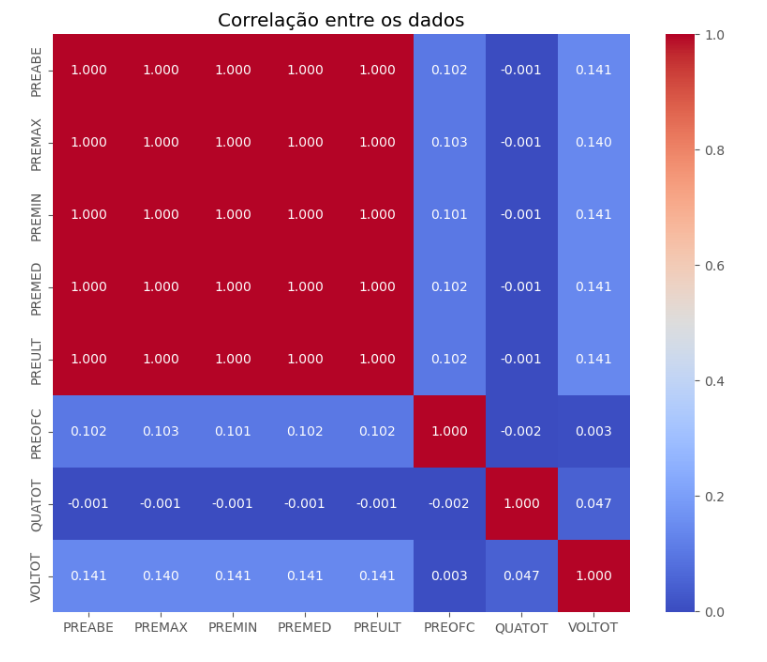 Correlação entre os dados
PREABE 1.000 1.000 1.000 1.000 1.000 0.102 -0.001 0.141
PREMAX 1.000 1.000 1.000 1.000 1.000 0.103 -0.001 0.140
PREMIN 1.000 1.000 1.000 1.000 1.000 0.101 -0.001 0.141
PREMED 1.000 1.000 1.000 1.000 1.000 0.102 -0.001 0.141
PREULT 1.000 1.000 1.000 1.000 1.000 0.102 -0.001 0.141
PREOFC 0.102 0.103 0.101 0.102 0.102 1.000 -0.002 0.003
QUATOT -0.001 -0.001 -0.001 -0.001 -0.001 -0.002 1.000 0.047
VOLTOT 0.141 0.140 0.141 0.141 0.141 0.003 0.047 1.000
PREABE PREMAX PREMIN PREMED PREULT PREOFC QUATOT VOLTOT
1.0
0.8
0.6
0.4
0.2
0.0